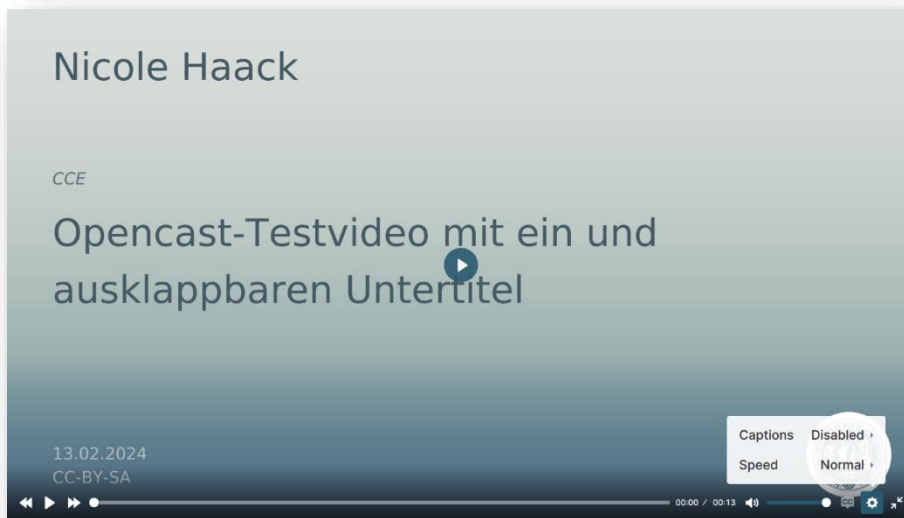 Nicole Haack
CCE
Opencast-Testvideo mit ein und
ausklappbaren Untertitel
Captions Disabled
Speed Normal
13.02.2024
CC-BY-SA
00:00 / 00:13
CC